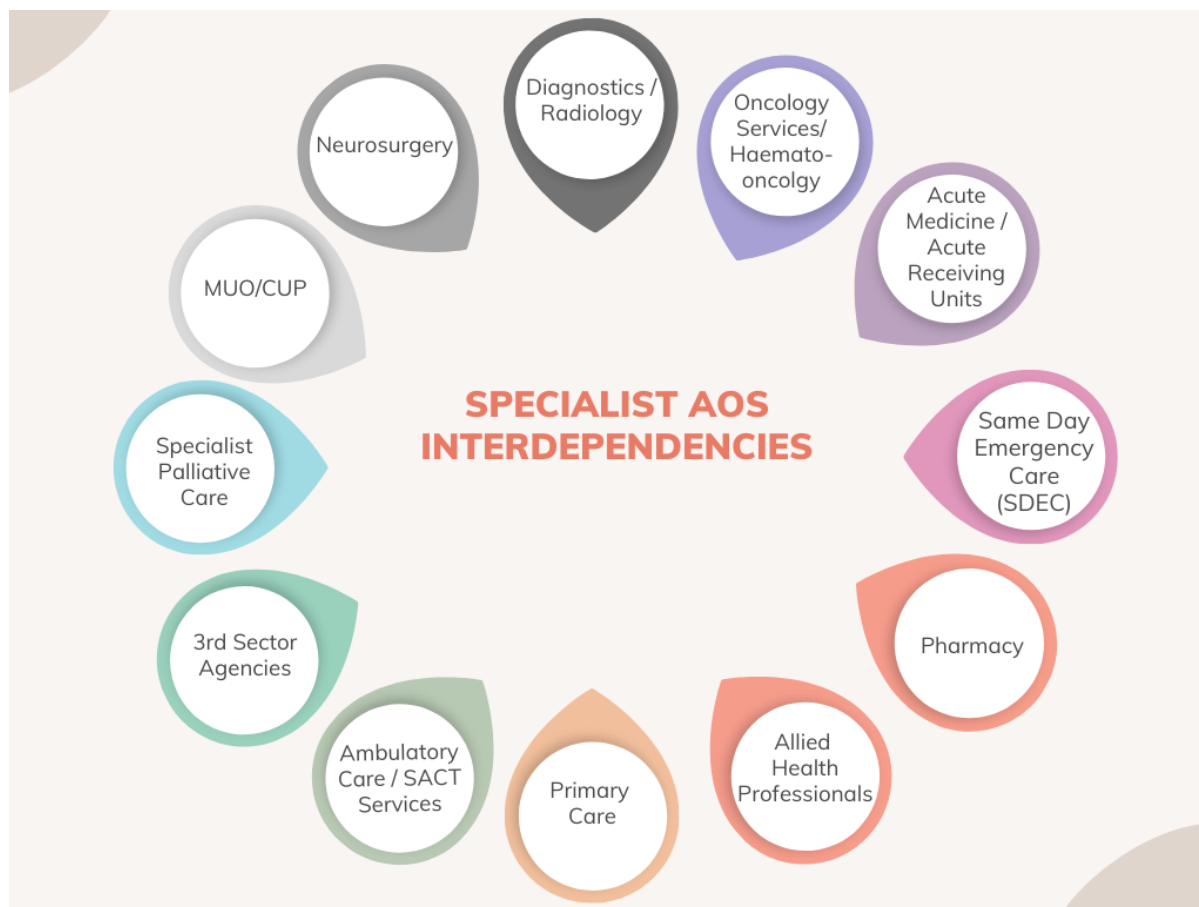 Diagnostics /
Radiology
Oncology
Services/
Haemato-
oncolgy
Acute
Medicine /
Acute
Receiving
Units
Same Day
Emergency
Care
(SDEC)
Pharmacy
Allied
Health
Professionals
Primary
Care
Ambulatory
Care / SACT
Services
3rd Sector
Agencies
Specialist
Palliative
Care
MUO/CUP
Neurosurgery
SPECIALIST AOS
INTERDEPENDENCIES